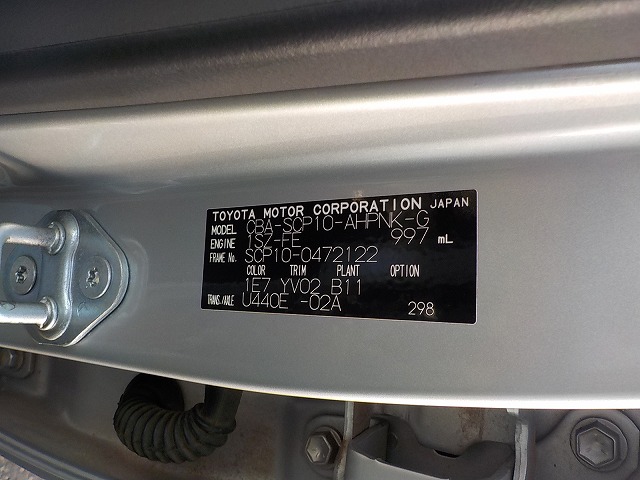 TOYOTA MOTOR CORPORATION JAPAN
MODEL CBA-SCP10-AHPNK-G
ENGINE 1SZ-FE 997 mL
FRAME No. SCP10-0472122
COLOR TRIM PLANT OPTION
1E7 YV02 B11
TRANS/AXLE U440E -02A 298